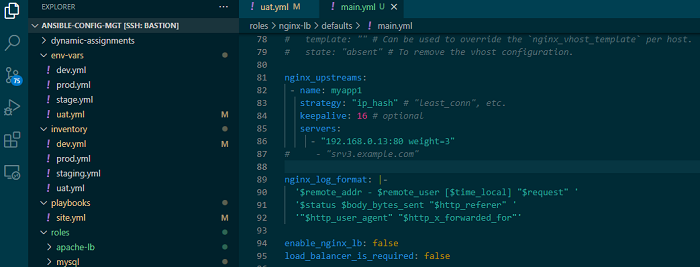 EXPLORER
ANSIBLE-CONFIG-MGT [SSH: BASTION]
dynamic-assignments
env-vars
! dev.yml
! prod.yml
! stage.yml
! uat.yml M
inventory
! dev.yml M
! prod.yml
! staging.yml
! uat.yml
playbooks
! site.yml M
roles
apache-lb
mysql
75
! uat.yml M
! main.yml U
roles > nginx-lb > defaults > ! main.yml
78 # template: "" # Can be used to override the `nginx_vhost_template` per host.
79 # state: "absent" # To remove the vhost configuration.
80
81 nginx_upstreams:
82 - name: myapp1
83 strategy: "ip_hash" # "least_conn", etc.
84 keepalive: 16 # optional
85 servers:
86 - "192.168.0.13:80 weight=3"
87 # - "srv3.example.com"
88
89 nginx_log_format: |-
90 '$remote_addr - $remote_user [$time_local] "$request" '
91 '$status $body_bytes_sent "$http_referer" '
92 '"$http_user_agent" "$http_x_forwarded_for"'
93
94 enable_nginx_lb: false
95 load_balancer_is_required: false